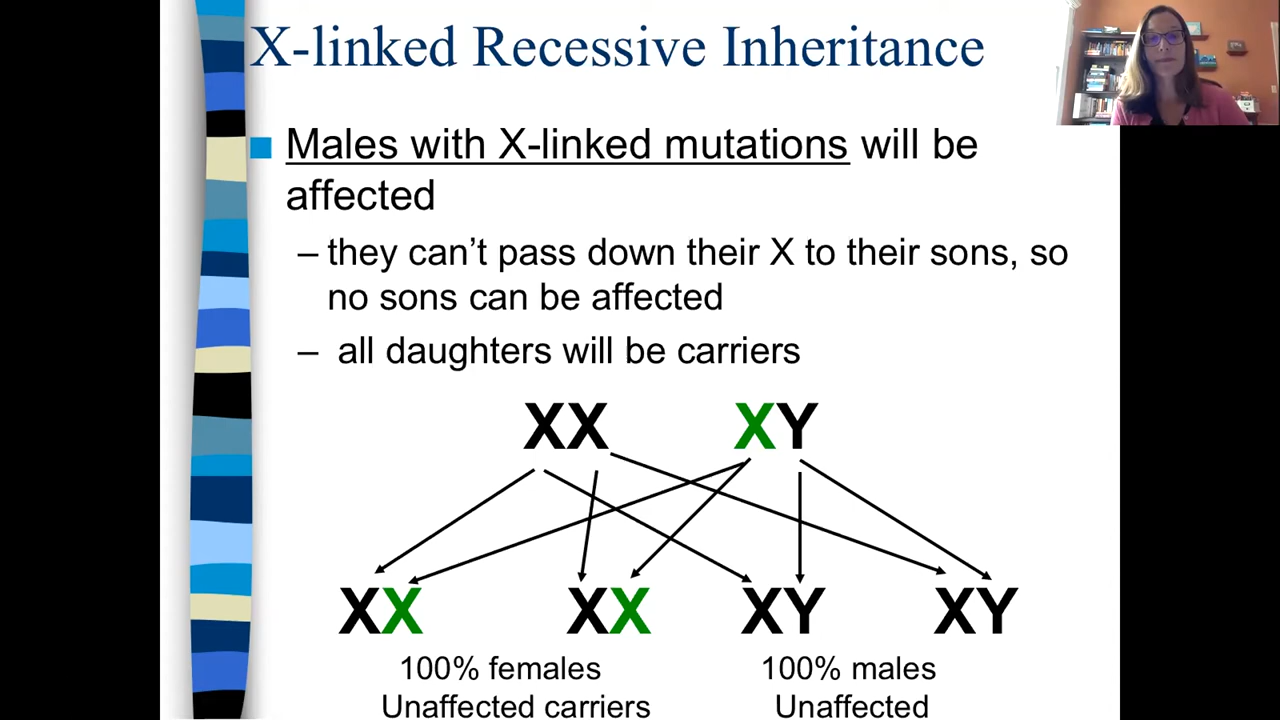 X-linked Recessive Inheritance
Males with X-linked mutations will be
affected
– they can't pass down their X to their sons, so
no sons can be affected
– all daughters will be carriers
XX XY
XX XX XY XY
100% females 100% males
Unaffected carriers Unaffected